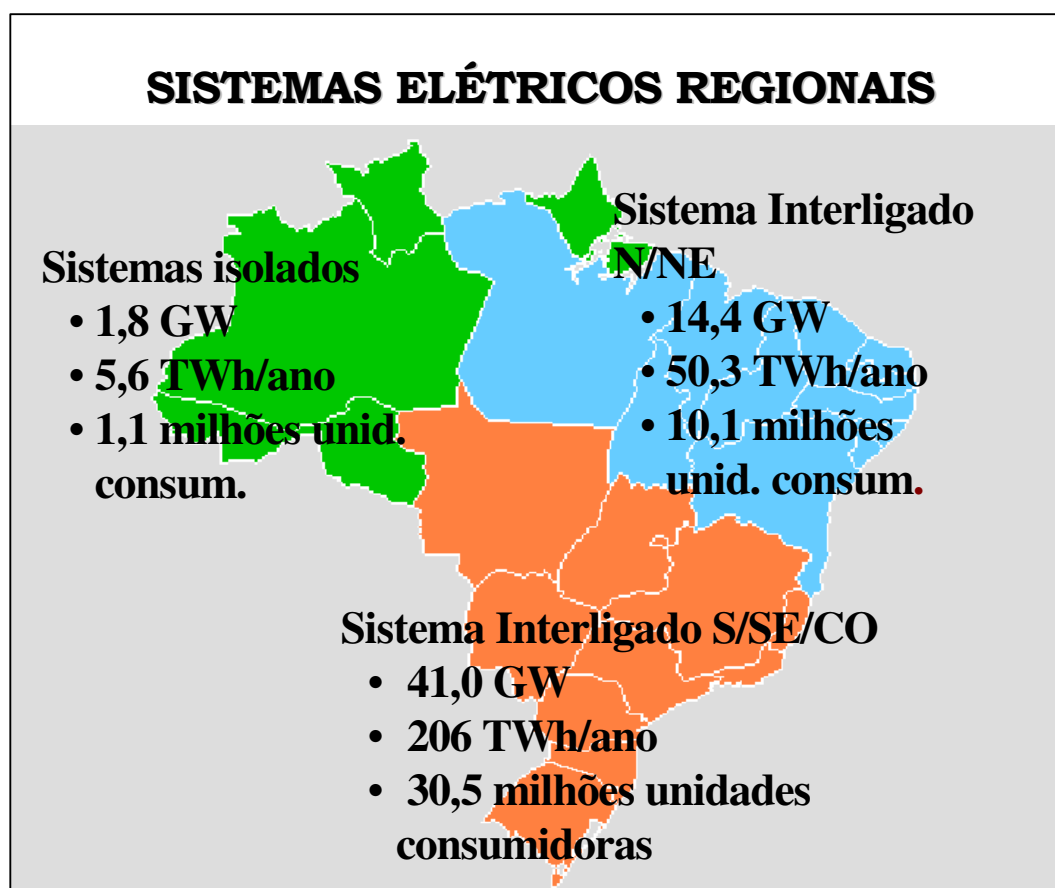 SISTEMAS ELÉTRICOS REGIONAIS
Sistemas isolados
• 1,8 GW
• 5,6 TWh/ano
• 1,1 milhões unid.
consum.
Sistema Interligado
N/NE
• 14,4 GW
• 50,3 TWh/ano
• 10,1 milhões
unid. consum.
Sistema Interligado S/SE/CO
• 41,0 GW
• 206 TWh/ano
• 30,5 milhões unidades
consumidoras